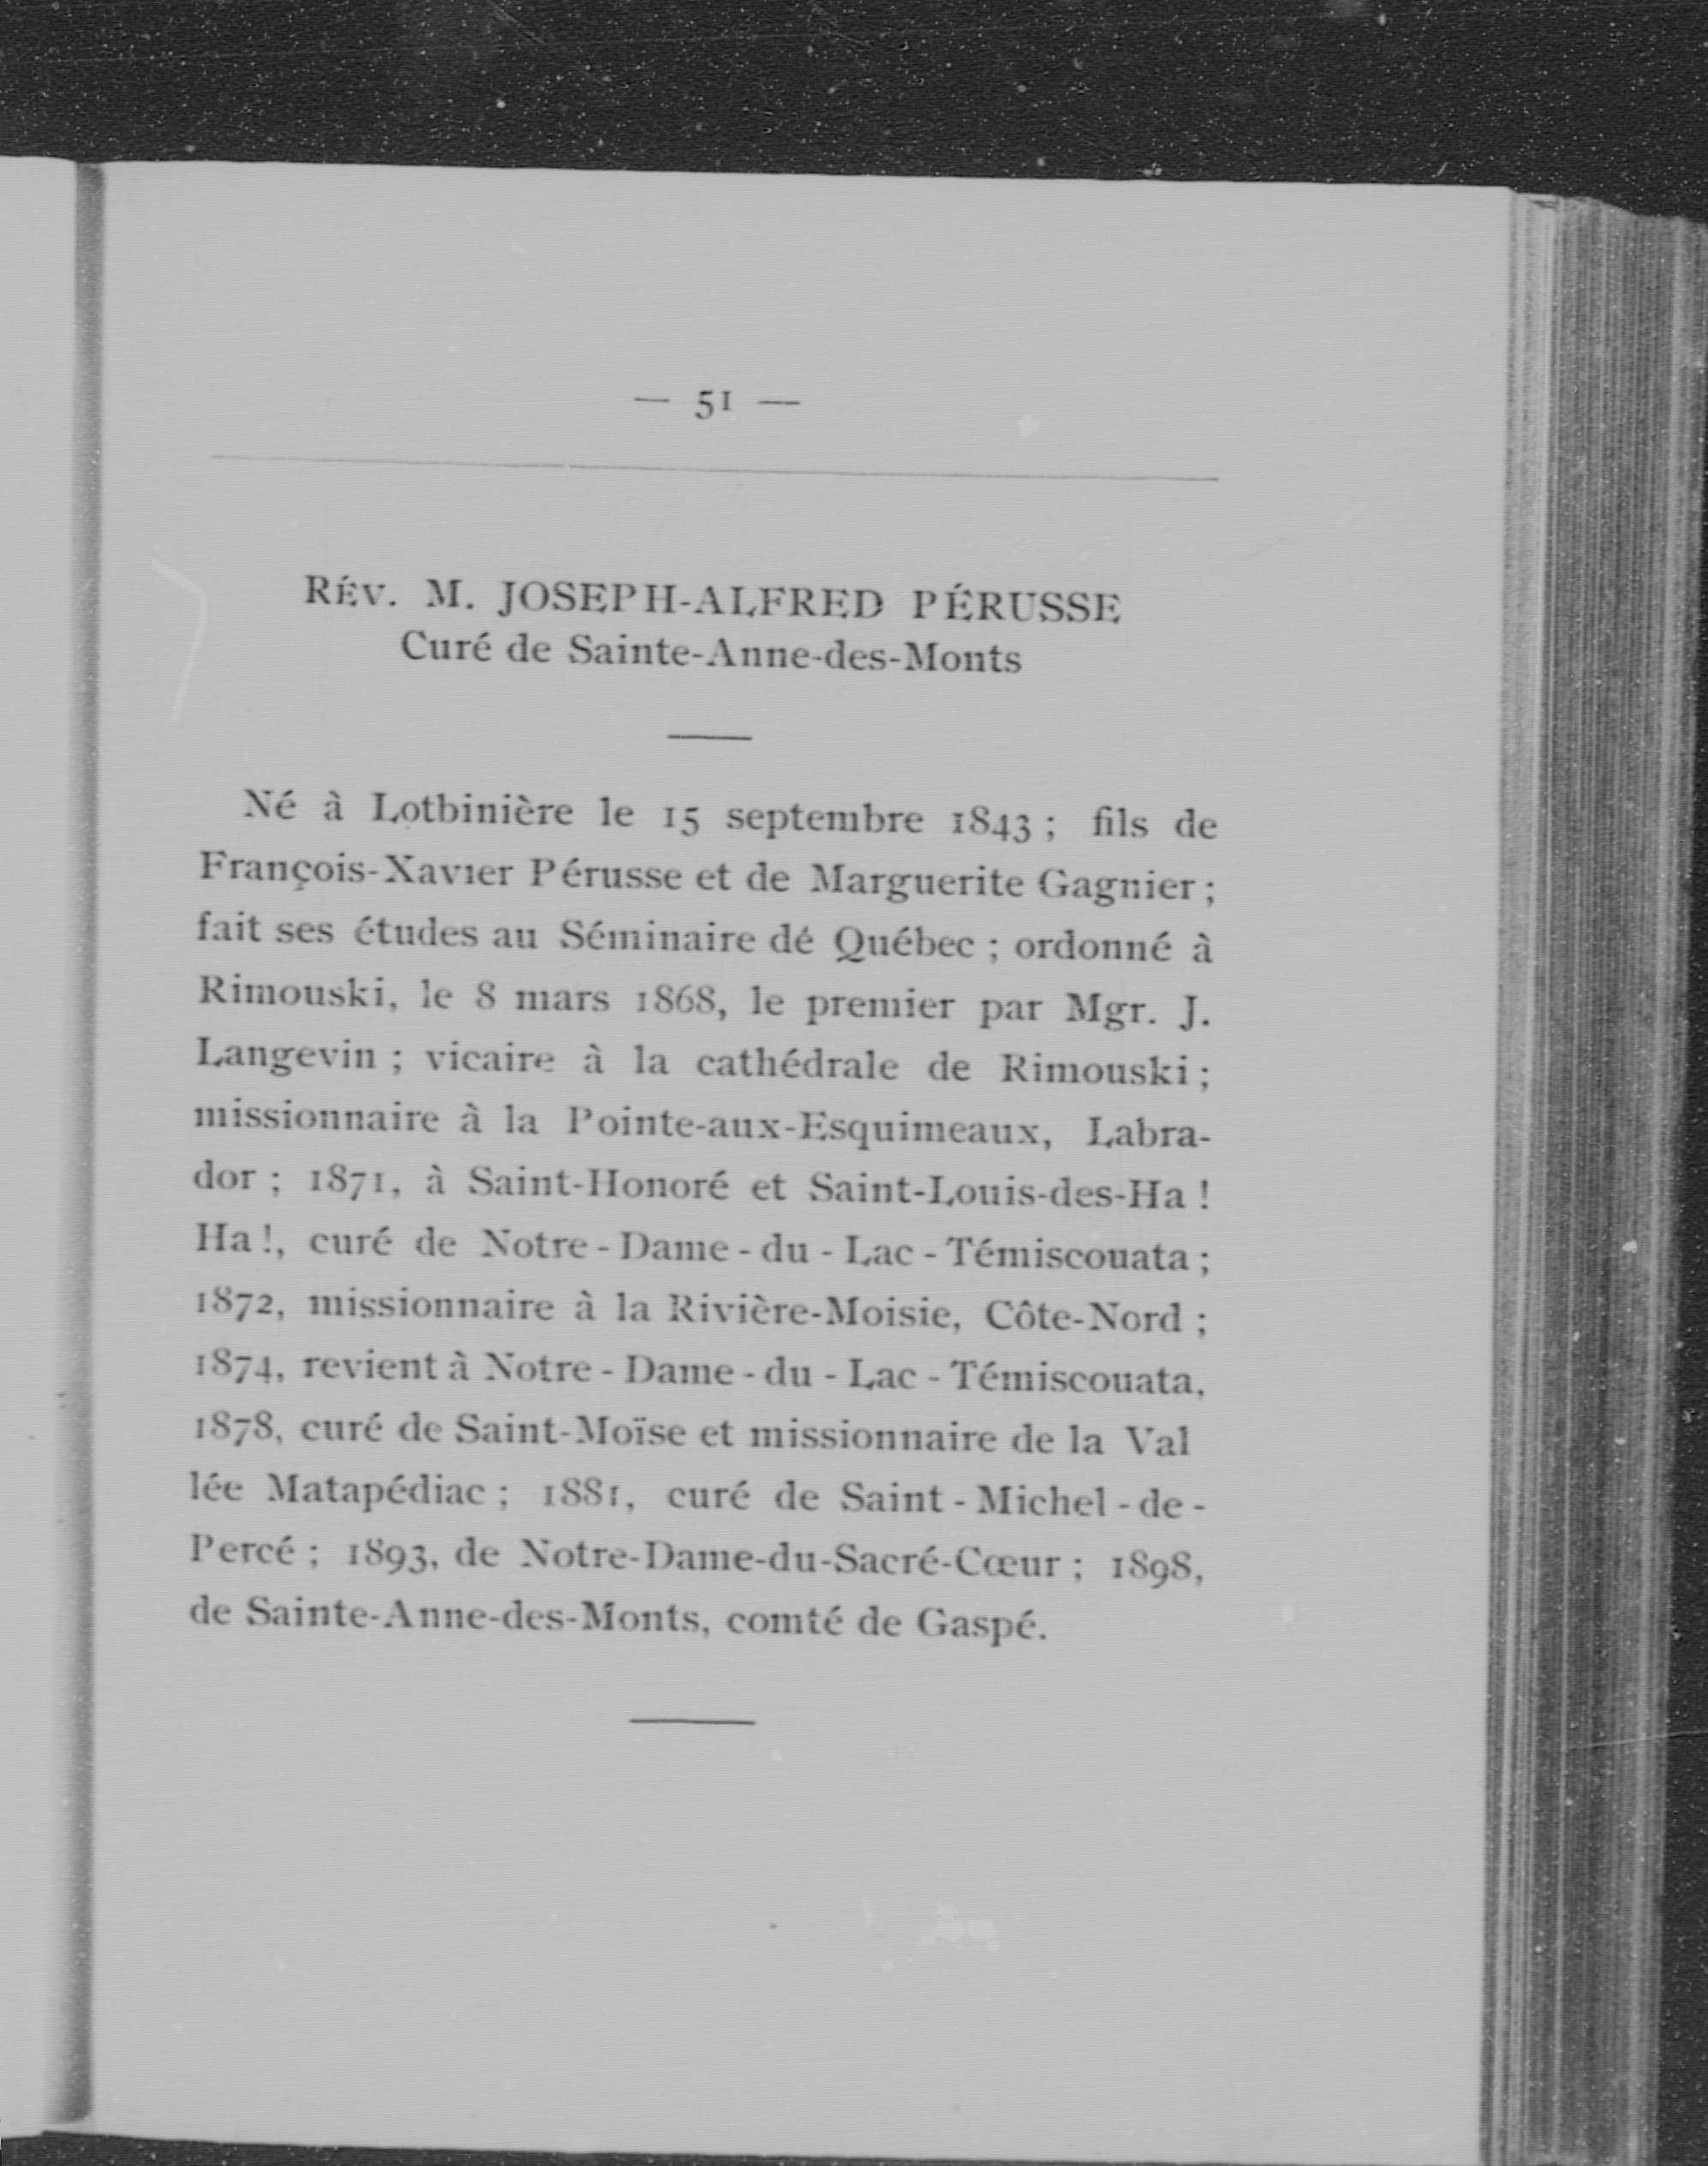 — 51 —
RÉV. M. JOSEPH-ALFRED PÉRUSSE
Curé de Sainte-Anne-des-Monts
Né à Lotbinière le 15 septembre 1843 ; fils de
François-Xavier Pérusse et de Marguerite Gagnier ;
fait ses études au Séminaire dé Québec ; ordonné à
Rimouski, le 8 mars 1868, le premier par Mgr. J.
Langevin ; vicaire à la cathédrale de Rimouski ;
missionnaire à la Pointe-aux-Esquimeaux, Labra-
dor ; 1871, à Saint-Honoré et Saint-Louis-des-Ha !
Ha !, curé de Notre - Dame - du - Lac - Témiscouata ;
1872, missionnaire à la Rivière-Moisie, Côte-Nord ;
1874, revient à Notre - Dame - du - Lac - Témiscouata,
1878, curé de Saint-Moïse et missionnaire de la Val
lée Matapédiac ; 1881, curé de Saint - Michel - de -
Percé ; 1893, de Notre-Dame-du-Sacré-Cœur ; 1898,
de Sainte-Anne-des-Monts, comté de Gaspé.